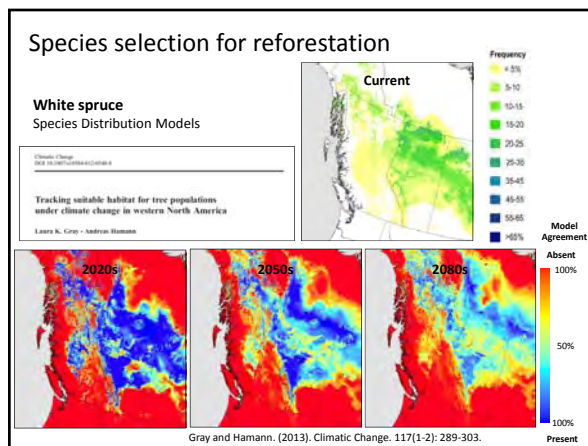 Species selection for reforestation
White spruce
Species Distribution Models
Climatic Change
Tracking suitable habitat for tree populations
under climate change in western North America
Laura K. Gray · Andreas Hamann
Current
Frequency
< 5%
5-10
10-15
15-20
20-25
25-35
35-45
45-55
55-65
>65%
2020s
2050s
2080s
Model
Agreement
Absent
100%
50%
100%
Present
Gray and Hamann. (2013). Climatic Change. 117(1-2): 289-303.